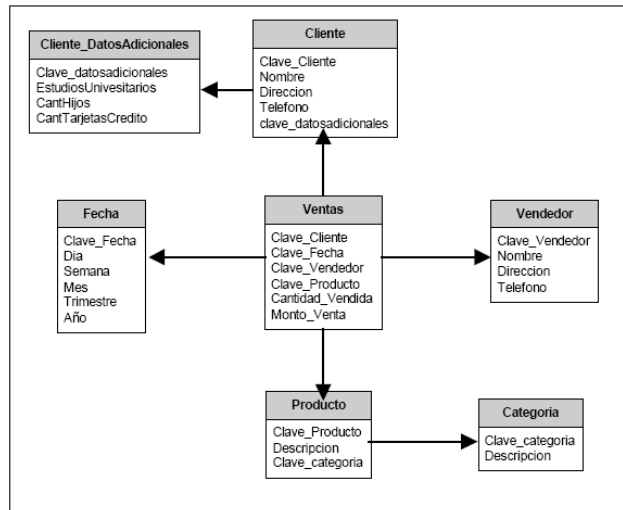 Cliente_DatosAdicionales
Clave_datosadicionales
EstudiosUnivesitarios
CantHijos
CantTarjetasCredito
Cliente
Clave_Cliente
Nombre
Direccion
Telefono
clave_datosadicionales
Fecha
Clave_Fecha
Dia
Semana
Mes
Trimestre
Año
Ventas
Clave_Cliente
Clave_Fecha
Clave_Vendedor
Clave_Producto
Cantidad_Vendida
Monto_Venta
Vendedor
Clave_Vendedor
Nombre
Direccion
Telefono
Producto
Clave_Producto
Descripcion
Clave_categoria
Categoria
Clave_categoria
Descripcion